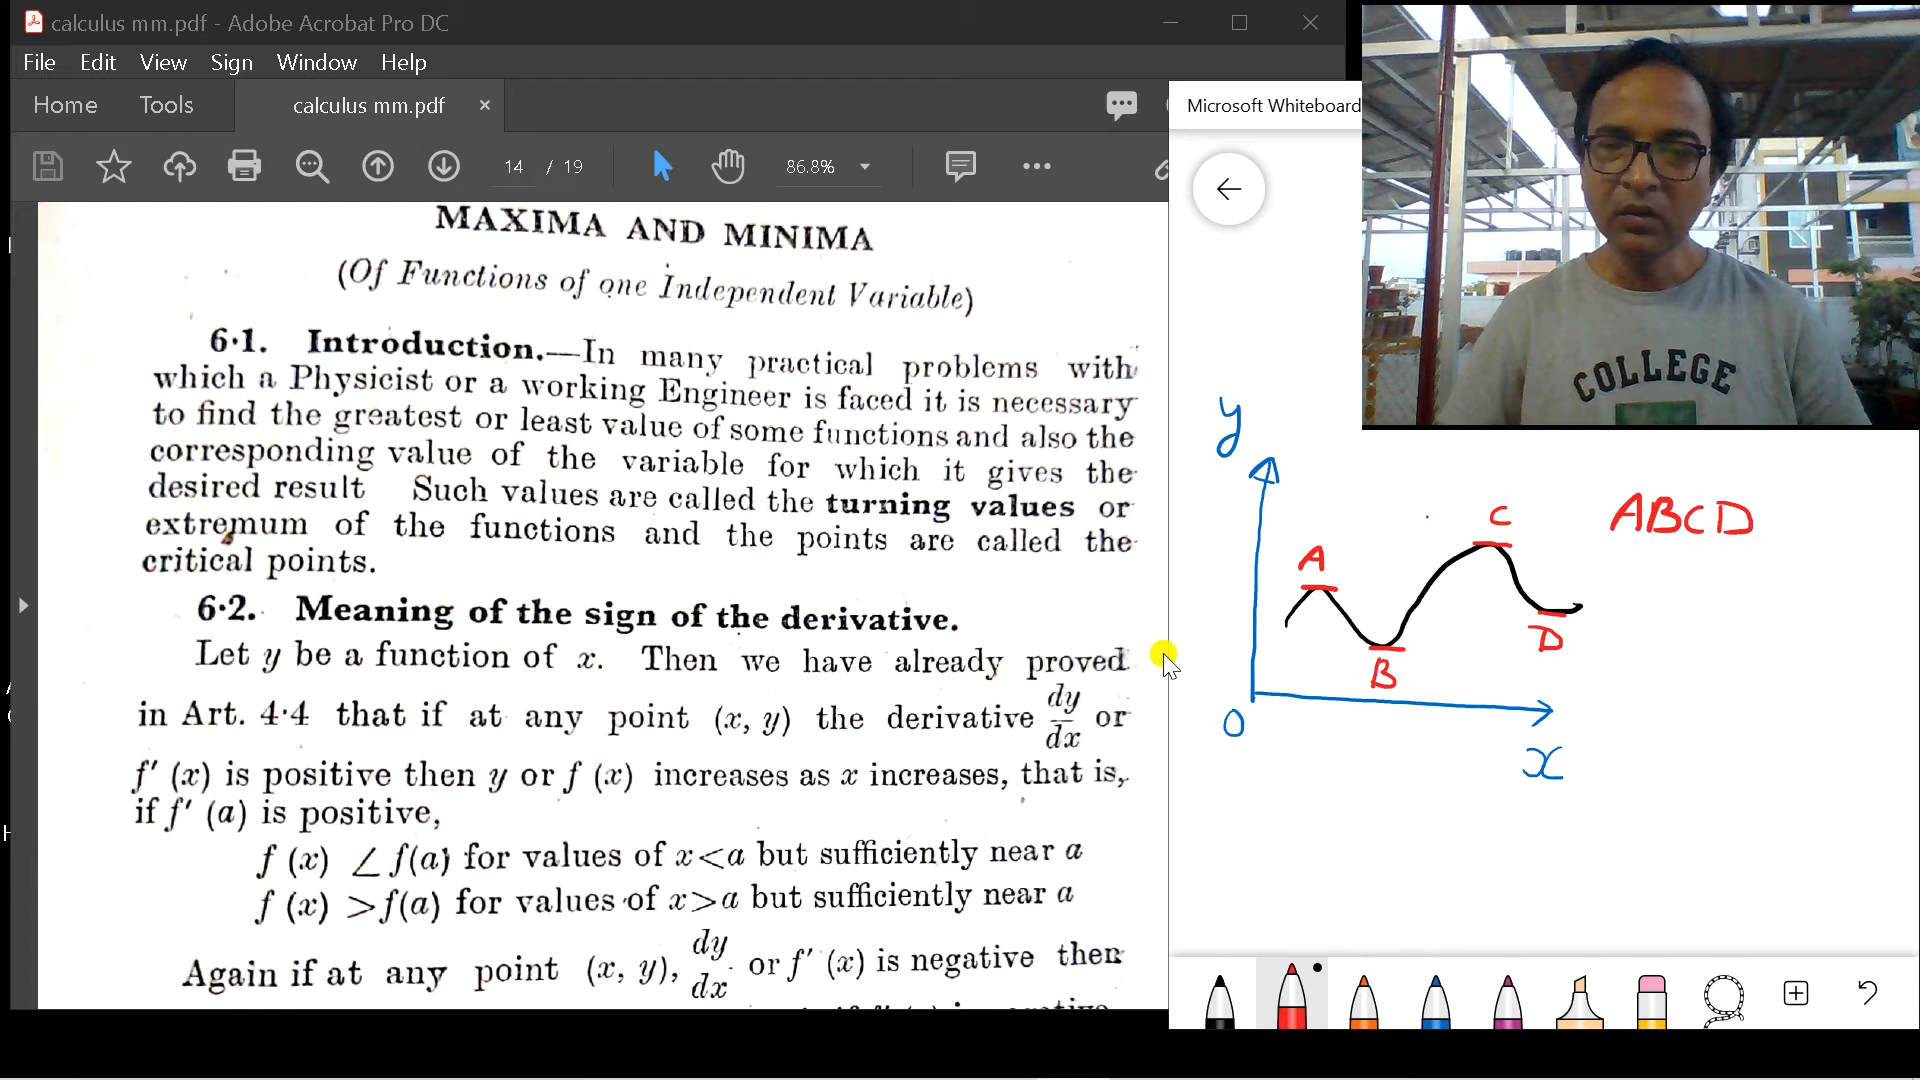 calculus mm.pdf - Adobe Acrobat Pro DC
File Edit View Sign Window Help
Home Tools calculus mm.pdf ×
14 / 19 86.8%
MAXIMA AND MINIMA
(Of Functions of one Independent Variable)
6·1. Introduction.—In many practical problems with
which a Physicist or a working Engineer is faced it is necessary
to find the greatest or least value of some functions and also the
corresponding value of the variable for which it gives the
desired result Such values are called the turning values or
extremum of the functions and the points are called the
critical points.
6·2. Meaning of the sign of the derivative.
Let y be a function of x. Then we have already proved
in Art. 4·4 that if at any point (x, y) the derivative dy/dx or
f′ (x) is positive then y or f (x) increases as x increases, that is,
if f′ (a) is positive,
f (x) ∠ f(a) for values of x<a but sufficiently near a
f (x) >f(a) for values of x>a but sufficiently near a
Again if at any point (x, y), dy/dx or f′ (x) is negative then
Microsoft Whiteboard
COLLEGE
y
A
B
C
D
ABCD
O
x